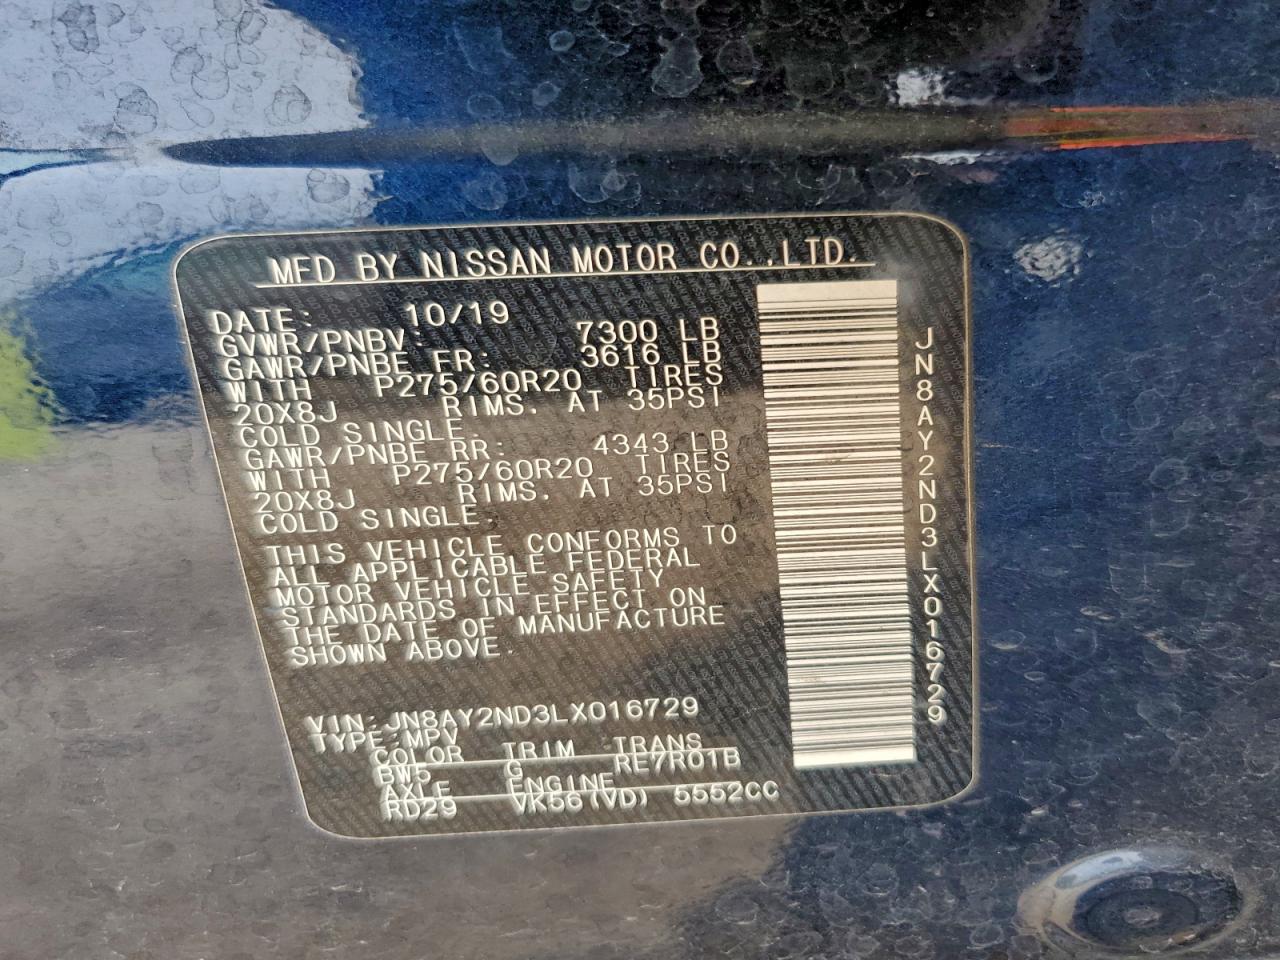 MFD BY NISSAN MOTOR CO.,LTD.
DATE: 10/19
GVWR/PNBV: 7300 LB
GAWR/PNBE FR: 3616 LB
WITH P275/60R20 TIRES
20X8J RIMS. AT 35PSI
COLD SINGLE.
GAWR/PNBE RR: 4343 LB
WITH P275/60R20 TIRES
20X8J RIMS. AT 35PSI
COLD SINGLE.
THIS VEHICLE CONFORMS TO
ALL APPLICABLE FEDERAL
MOTOR VEHICLE SAFETY
STANDARDS IN EFFECT ON
THE DATE OF MANUFACTURE
SHOWN ABOVE.
VIN:JN8AY2ND3LX016729
TYPE:MPV
COLOR TRIM TRANS
BW5 G RE7R01B
AXLE ENGINE
RD29 VK56(VD) 5552CC
JN8AY2ND3LX016729